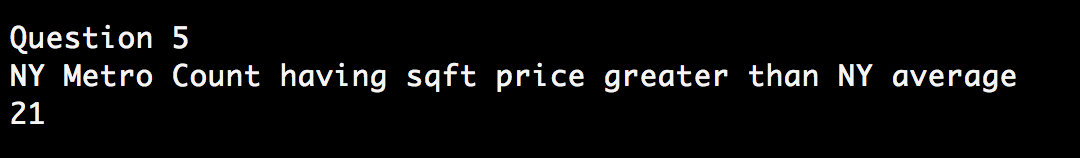 Question 5
NY Metro Count having sqft price greater than NY average
21